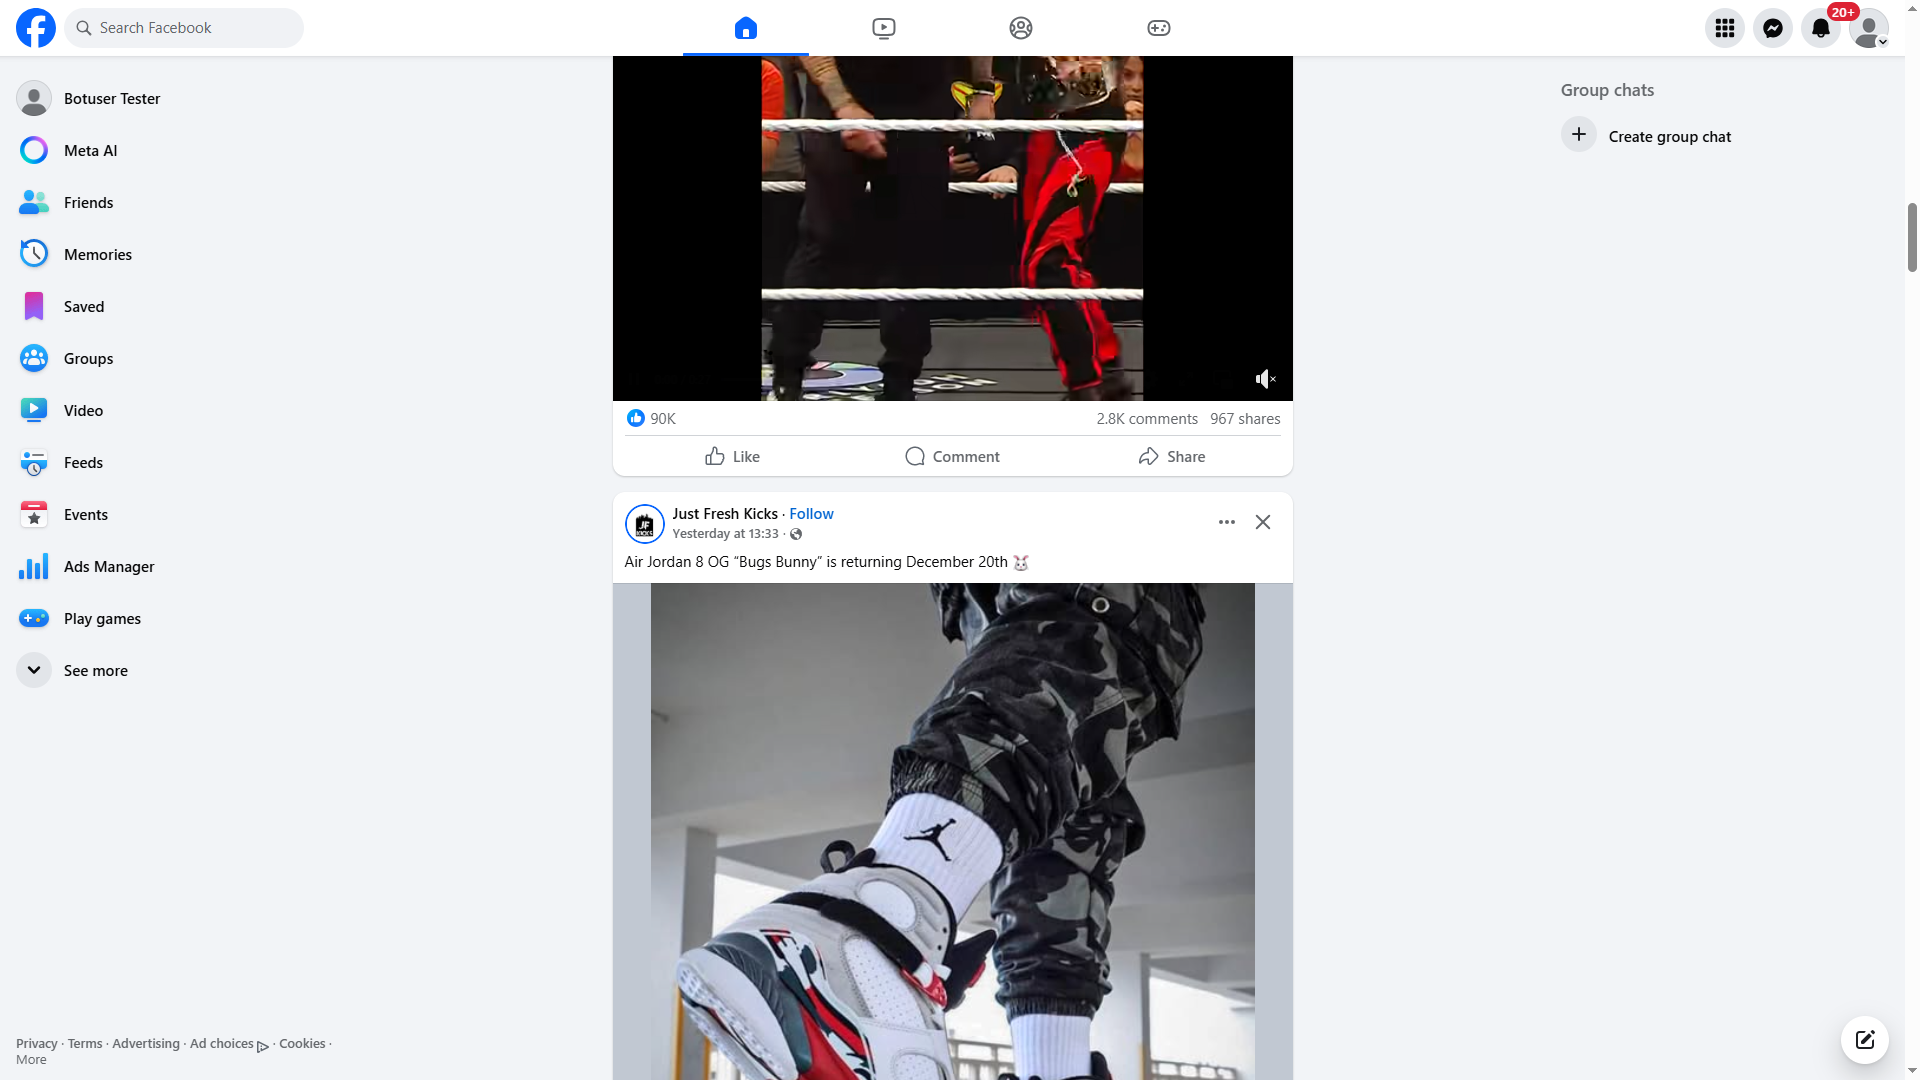 Search Facebook
20+
Botuser Tester
Meta AI
Friends
Memories
Saved
Groups
Video
Feeds
Events
Ads Manager
Play games
See more
Privacy · Terms · Advertising · Ad choices · Cookies ·
More
90K
2.8K comments 967 shares
Like
Comment
Share
JF
KICKS
Just Fresh Kicks · Follow
Yesterday at 13:33 ·
Air Jordan 8 OG “Bugs Bunny” is returning December 20th 🐰
Group chats
Create group chat